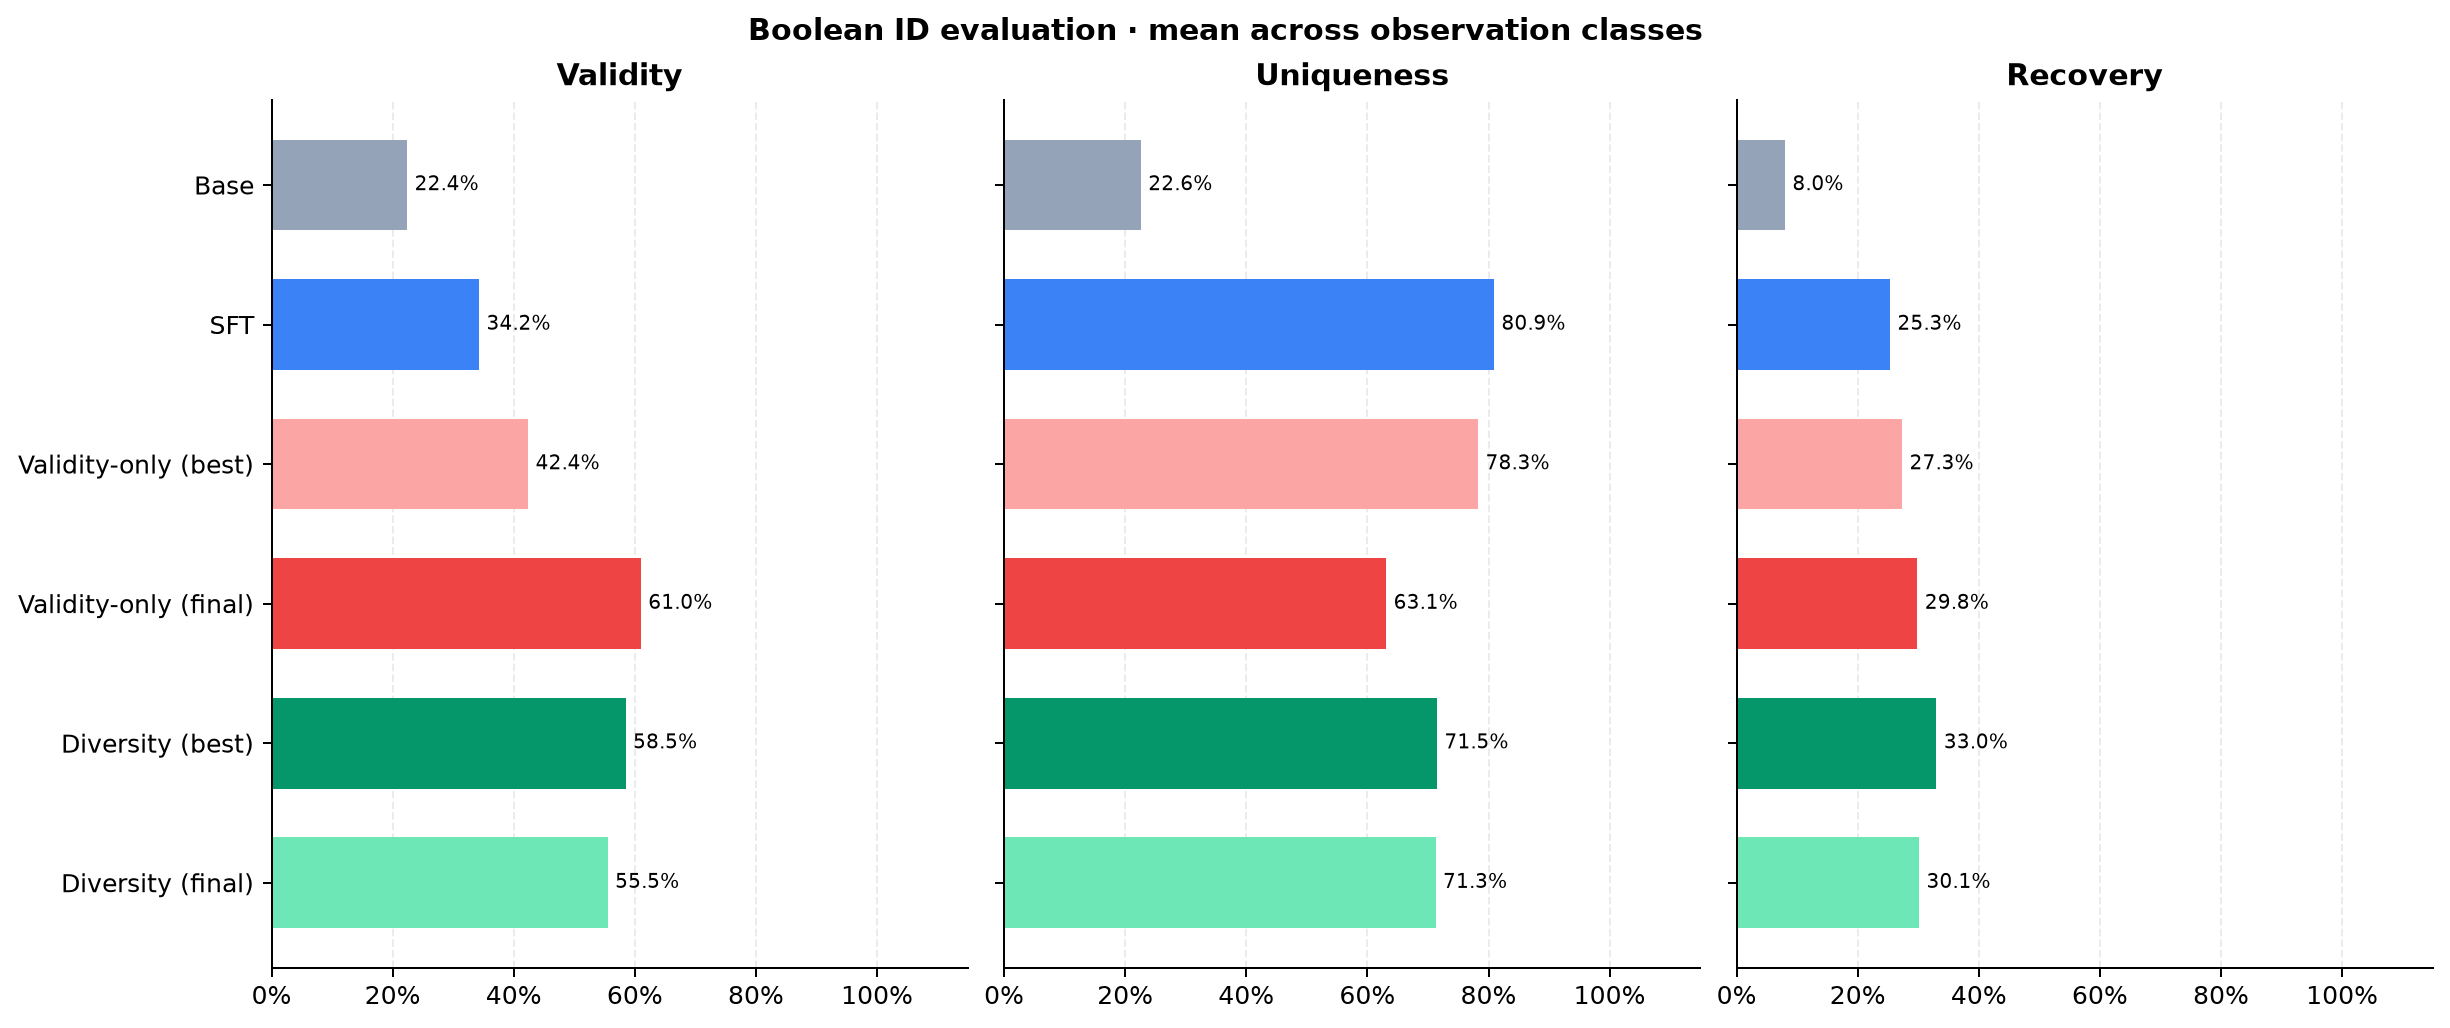 Boolean ID evaluation · mean across observation classes
Validity
Uniqueness
Recovery
Base
22.4%
22.6%
8.0%
SFT
34.2%
80.9%
25.3%
Validity-only (best)
42.4%
78.3%
27.3%
Validity-only (final)
61.0%
63.1%
29.8%
Diversity (best)
58.5%
71.5%
33.0%
Diversity (final)
55.5%
71.3%
30.1%
0% 20% 40% 60% 80% 100%
0% 20% 40% 60% 80% 100%
0% 20% 40% 60% 80% 100%